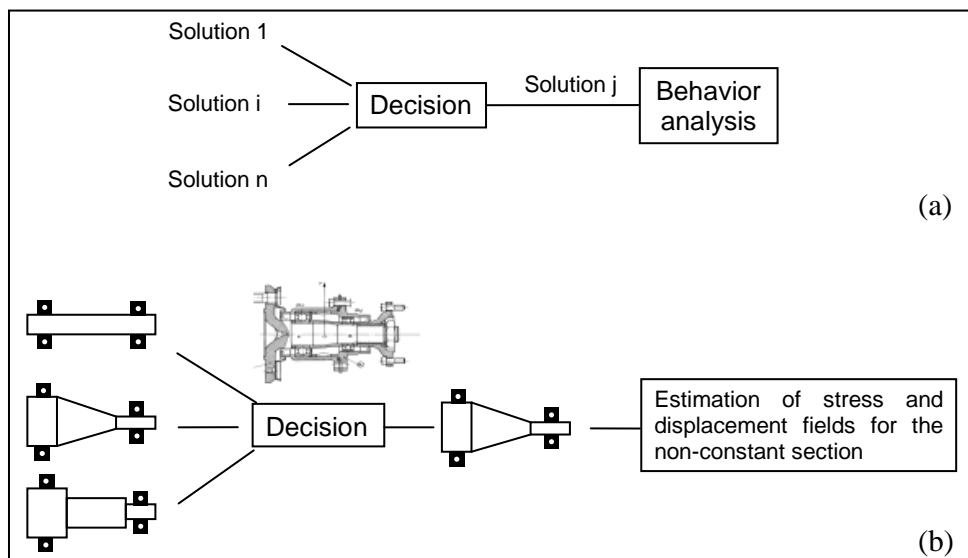 Solution 1
Solution i
Solution n
Decision
Solution j
Behavior
analysis
(a)
Decision
Estimation of stress and
displacement fields for the
non-constant section
(b)